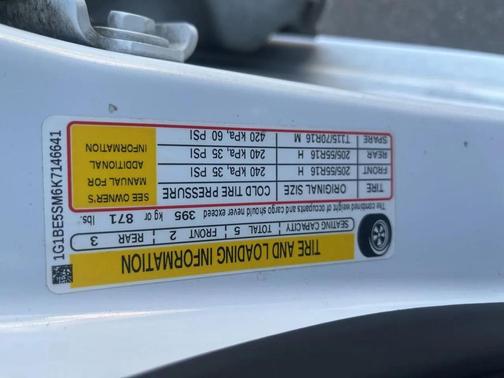 TIRE AND LOADING INFORMATION
SEATING CAPACITY TOTAL 5 FRONT 2 REAR 3
The combined weight of occupants and cargo should never exceed 395 kg or 871 lbs
TIRE ORIGINAL SIZE COLD TIRE PRESSURE SEE OWNER'S MANUAL FOR ADDITIONAL INFORMATION
FRONT 205/55R16 H 240 kPa, 35 PSI
REAR 205/55R16 H 240 kPa, 35 PSI
SPARE T115/70R16 M 420 kPa, 60 PSI
1G1BE5SM6K7146641